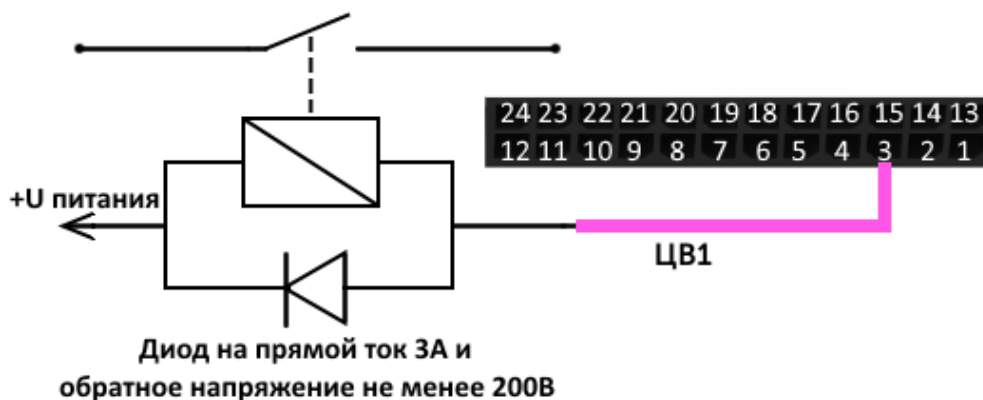 24 23 22 21 20 19 18 17 16 15 14 13
12 11 10 9 8 7 6 5 4 3 2 1
+U питания
ЦВ1
Диод на прямой ток 3А и
обратное напряжение не менее 200В